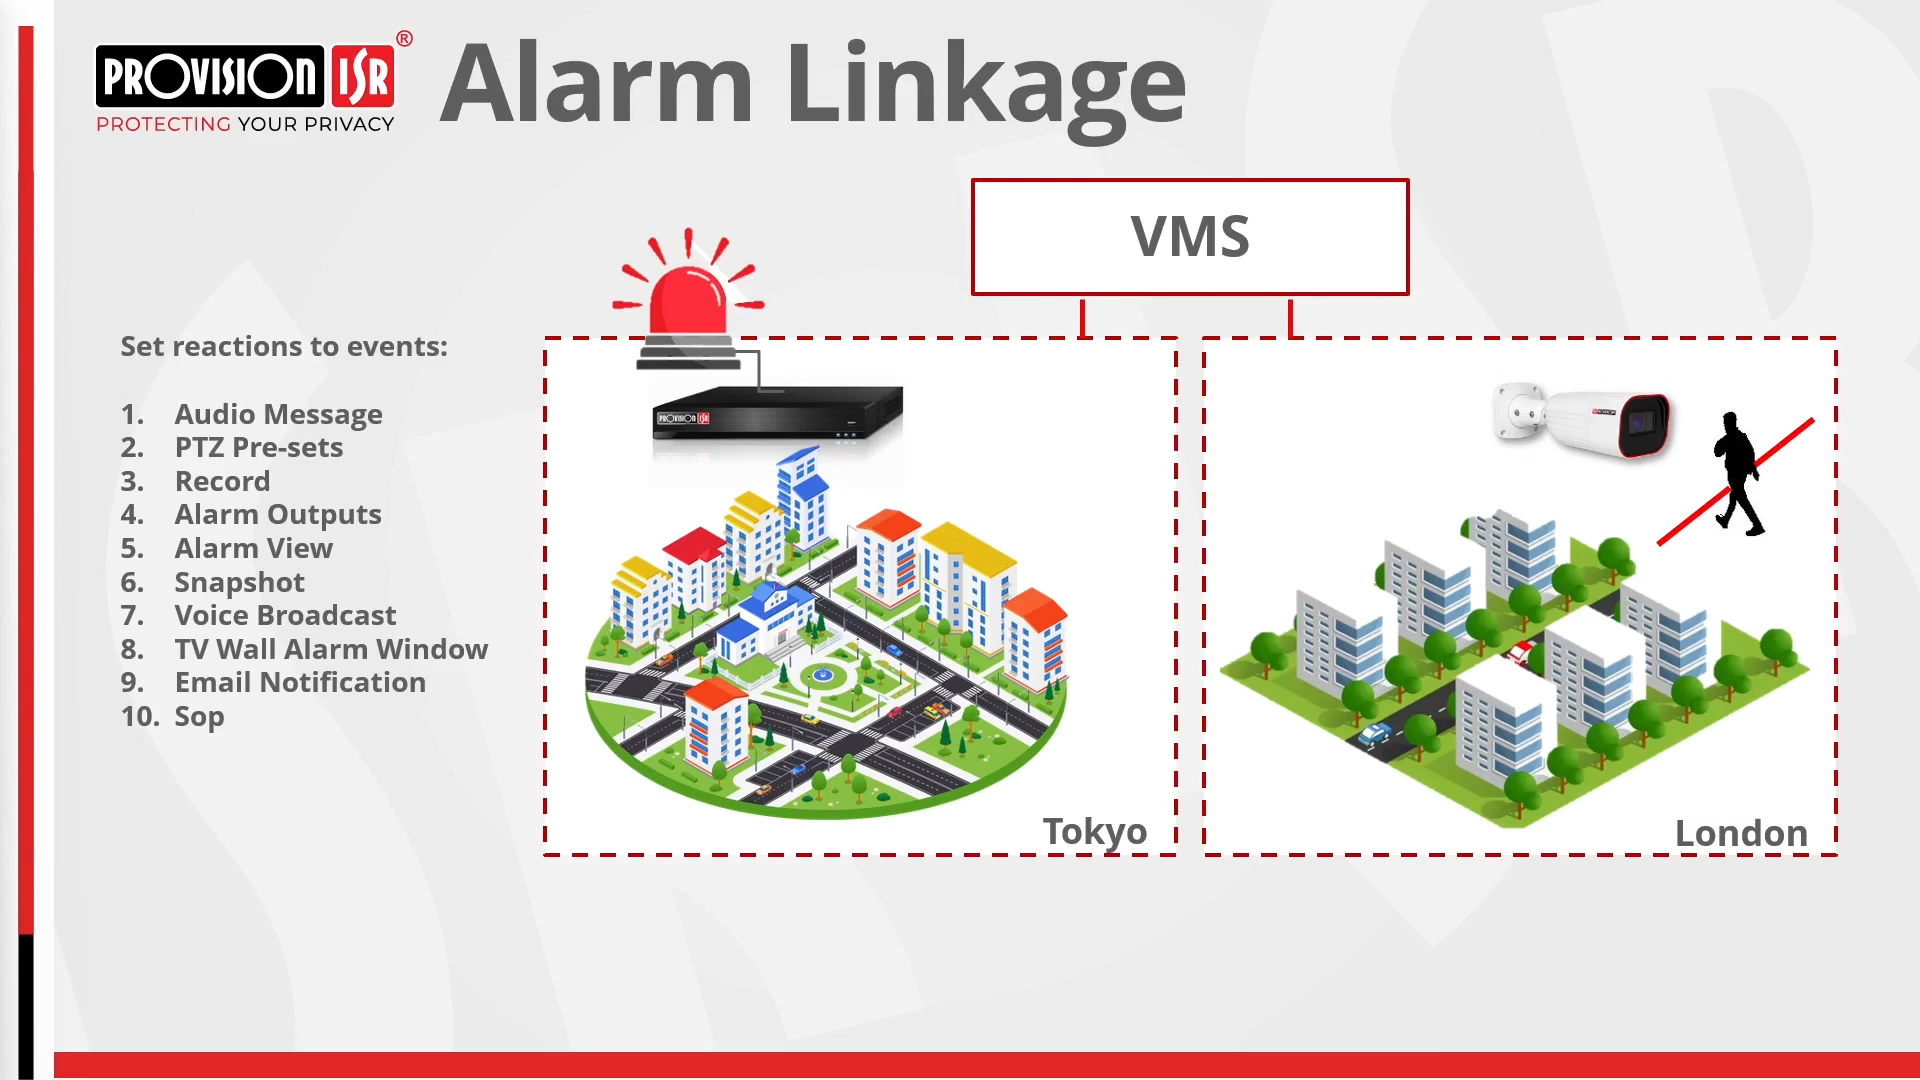 PROVISION ISR®
PROTECTING YOUR PRIVACY
Alarm Linkage
VMS
Set reactions to events:
1. Audio Message
2. PTZ Pre-sets
3. Record
4. Alarm Outputs
5. Alarm View
6. Snapshot
7. Voice Broadcast
8. TV Wall Alarm Window
9. Email Notification
10. Sop
PROVISION ISR
Tokyo
London